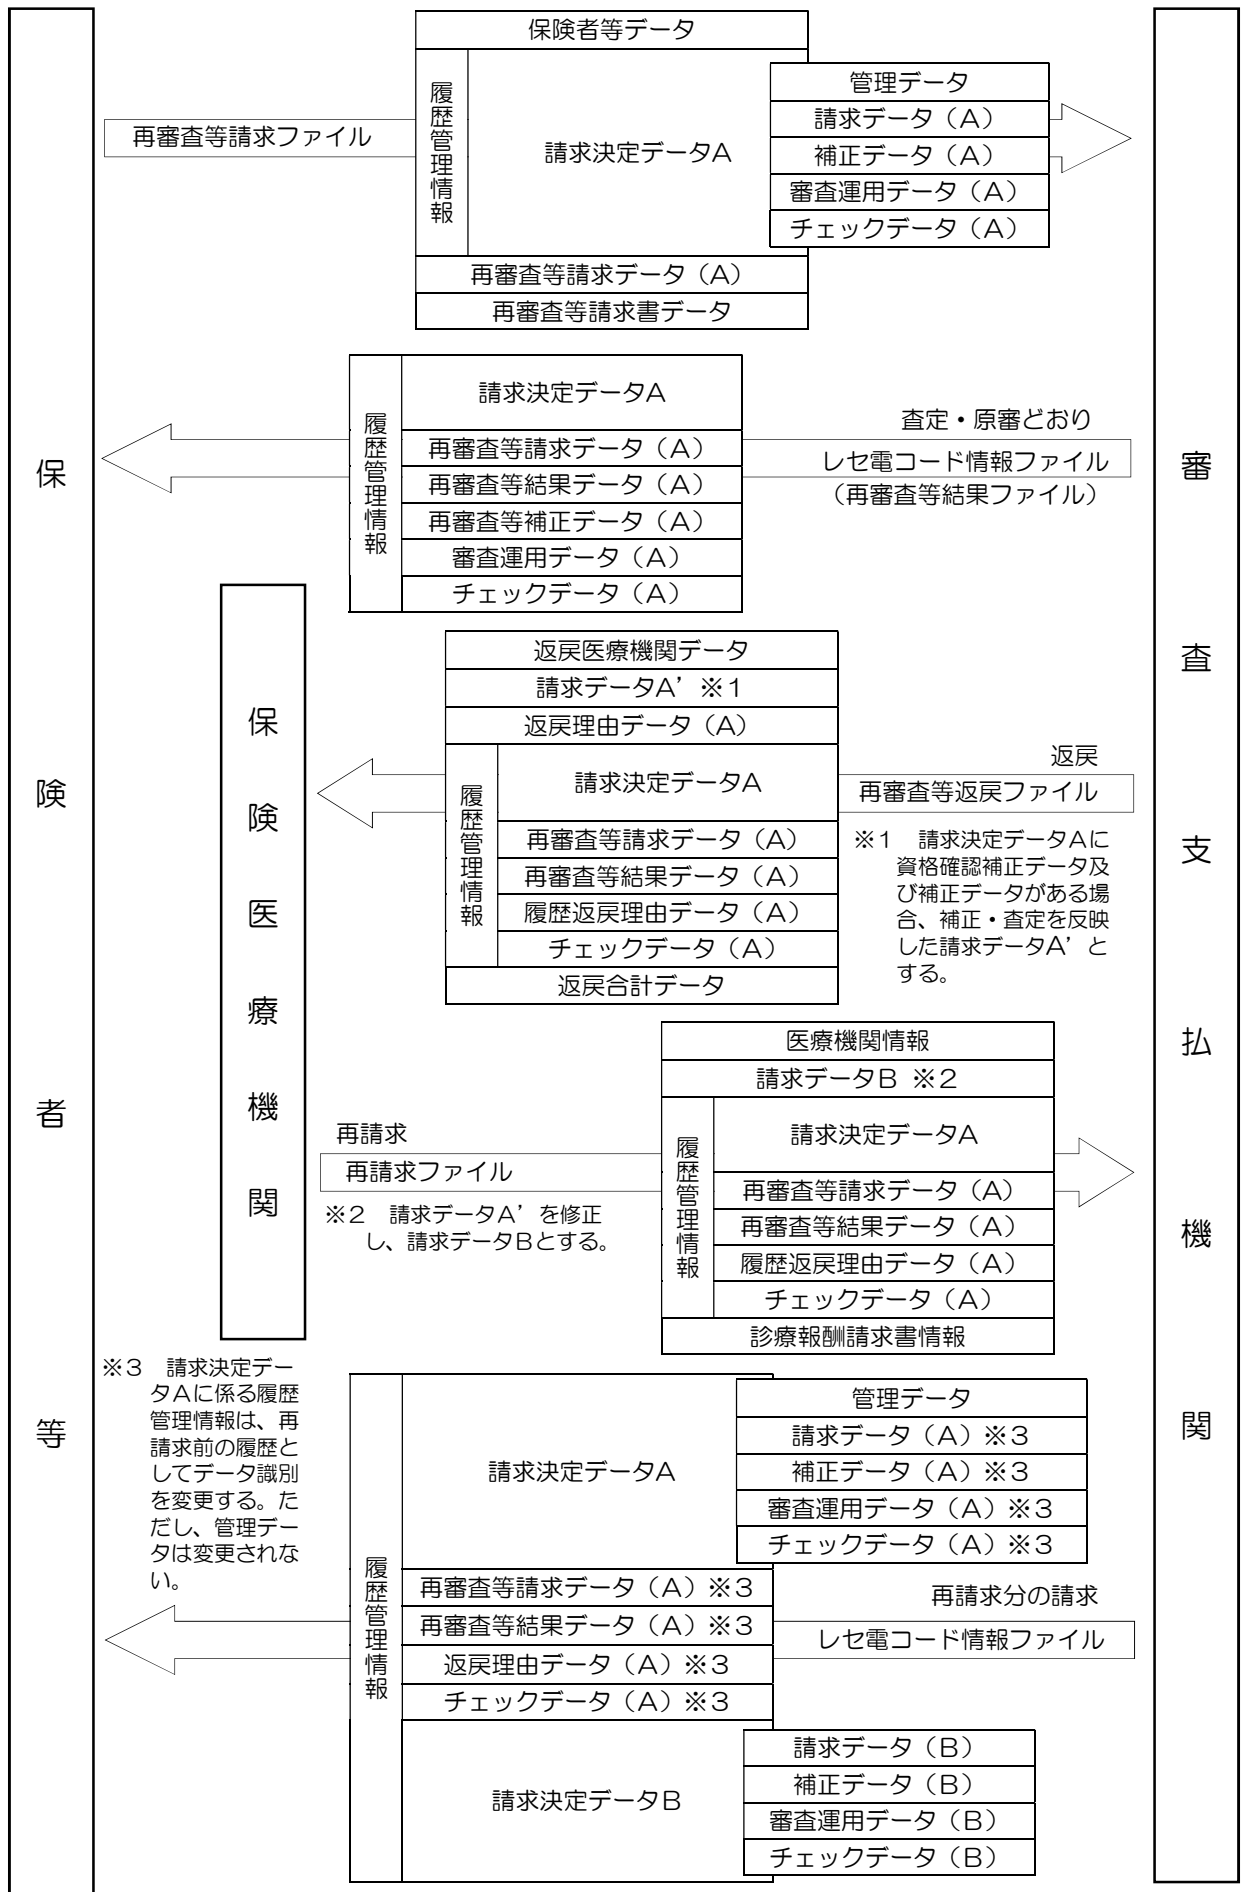 保険者等
審査支払機関
保険医療機関
保険者等データ
履歴管理情報
請求決定データA
管理データ
請求データ（A）
補正データ（A）
審査運用データ（A）
チェックデータ（A）
再審査等請求ファイル
再審査等請求データ（A）
再審査等請求書データ
履歴管理情報
請求決定データA
再審査等請求データ（A）
再審査等結果データ（A）
再審査等補正データ（A）
審査運用データ（A）
チェックデータ（A）
査定・原審どおり
レセ電コード情報ファイル
（再審査等結果ファイル）
返戻医療機関データ
請求データA’ ※1
返戻理由データ（A）
履歴管理情報
請求決定データA
再審査等請求データ（A）
再審査等結果データ（A）
履歴返戻理由データ（A）
チェックデータ（A）
返戻合計データ
返戻
再審査等返戻ファイル
※1　請求決定データAに
資格確認補正データ及
び補正データがある場
合、補正・査定を反映
した請求データA’と
する。
医療機関情報
請求データB ※2
履歴管理情報
請求決定データA
再審査等請求データ（A）
再審査等結果データ（A）
履歴返戻理由データ（A）
チェックデータ（A）
診療報酬請求書情報
再請求
再請求ファイル
※2　請求データA’を修正
し、請求データBとする。
※3　請求決定デー
タAに係る履歴
管理情報は、再
請求前の履歴と
してデータ識別
を変更する。た
だし、管理デー
タは変更されな
い。
履歴管理情報
請求決定データA
管理データ
請求データ（A）※3
補正データ（A）※3
審査運用データ（A）※3
チェックデータ（A）※3
再審査等請求データ（A）※3
再審査等結果データ（A）※3
返戻理由データ（A）※3
チェックデータ（A）※3
再請求分の請求
レセ電コード情報ファイル
請求決定データB
請求データ（B）
補正データ（B）
審査運用データ（B）
チェックデータ（B）